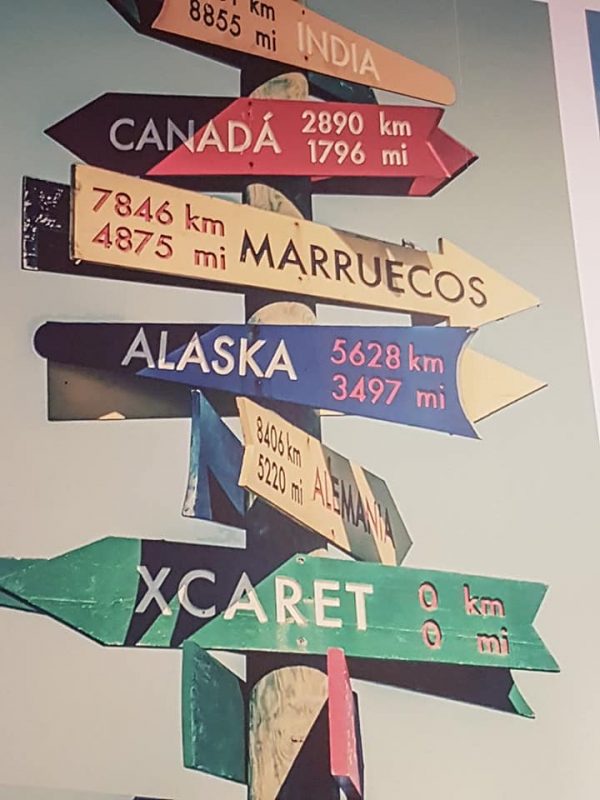 km
8855 mi INDIA
CANADÁ 2890 km
1796 mi
7846 km
4875 mi MARRUECOS
ALASKA 5628 km
3497 mi
8406 km
5220 mi ALEMANIA
XCARET 0 km
0 mi